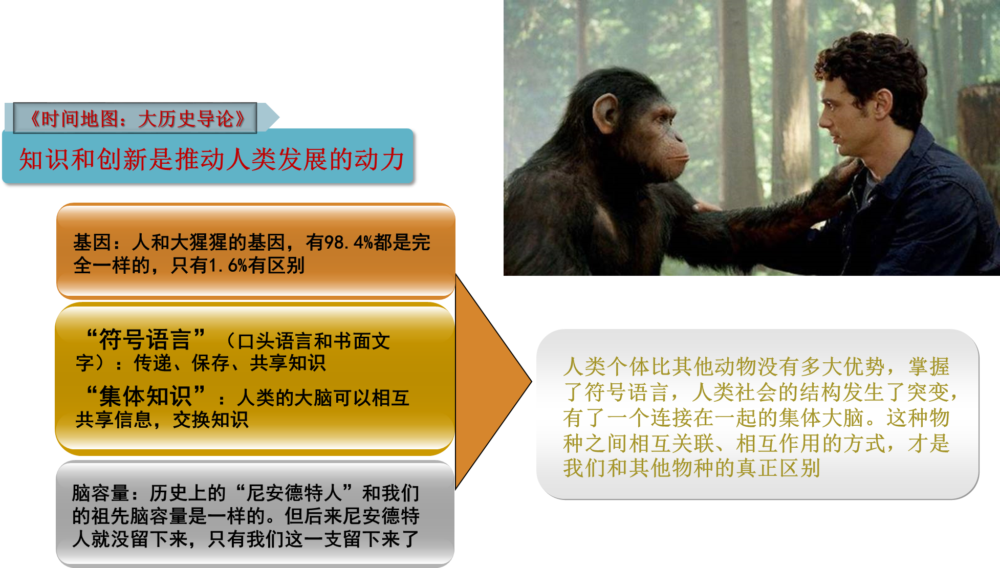 《时间地图：大历史导论》
知识和创新是推动人类发展的动力
基因：人和大猩猩的基因，有98.4%都是完
全一样的，只有1.6%有区别
“符号语言”（口头语言和书面文
字）：传递、保存、共享知识
“集体知识”：人类的大脑可以相互
共享信息，交换知识
脑容量：历史上的“尼安德特人”和我们
的祖先脑容量是一样的。但后来尼安德特
人就没留下来，只有我们这一支留下来了
人类个体比其他动物没有多大优势，掌握
了符号语言，人类社会的结构发生了突变，
有了一个连接在一起的集体大脑。这种物
种之间相互关联、相互作用的方式，才是
我们和其他物种的真正区别